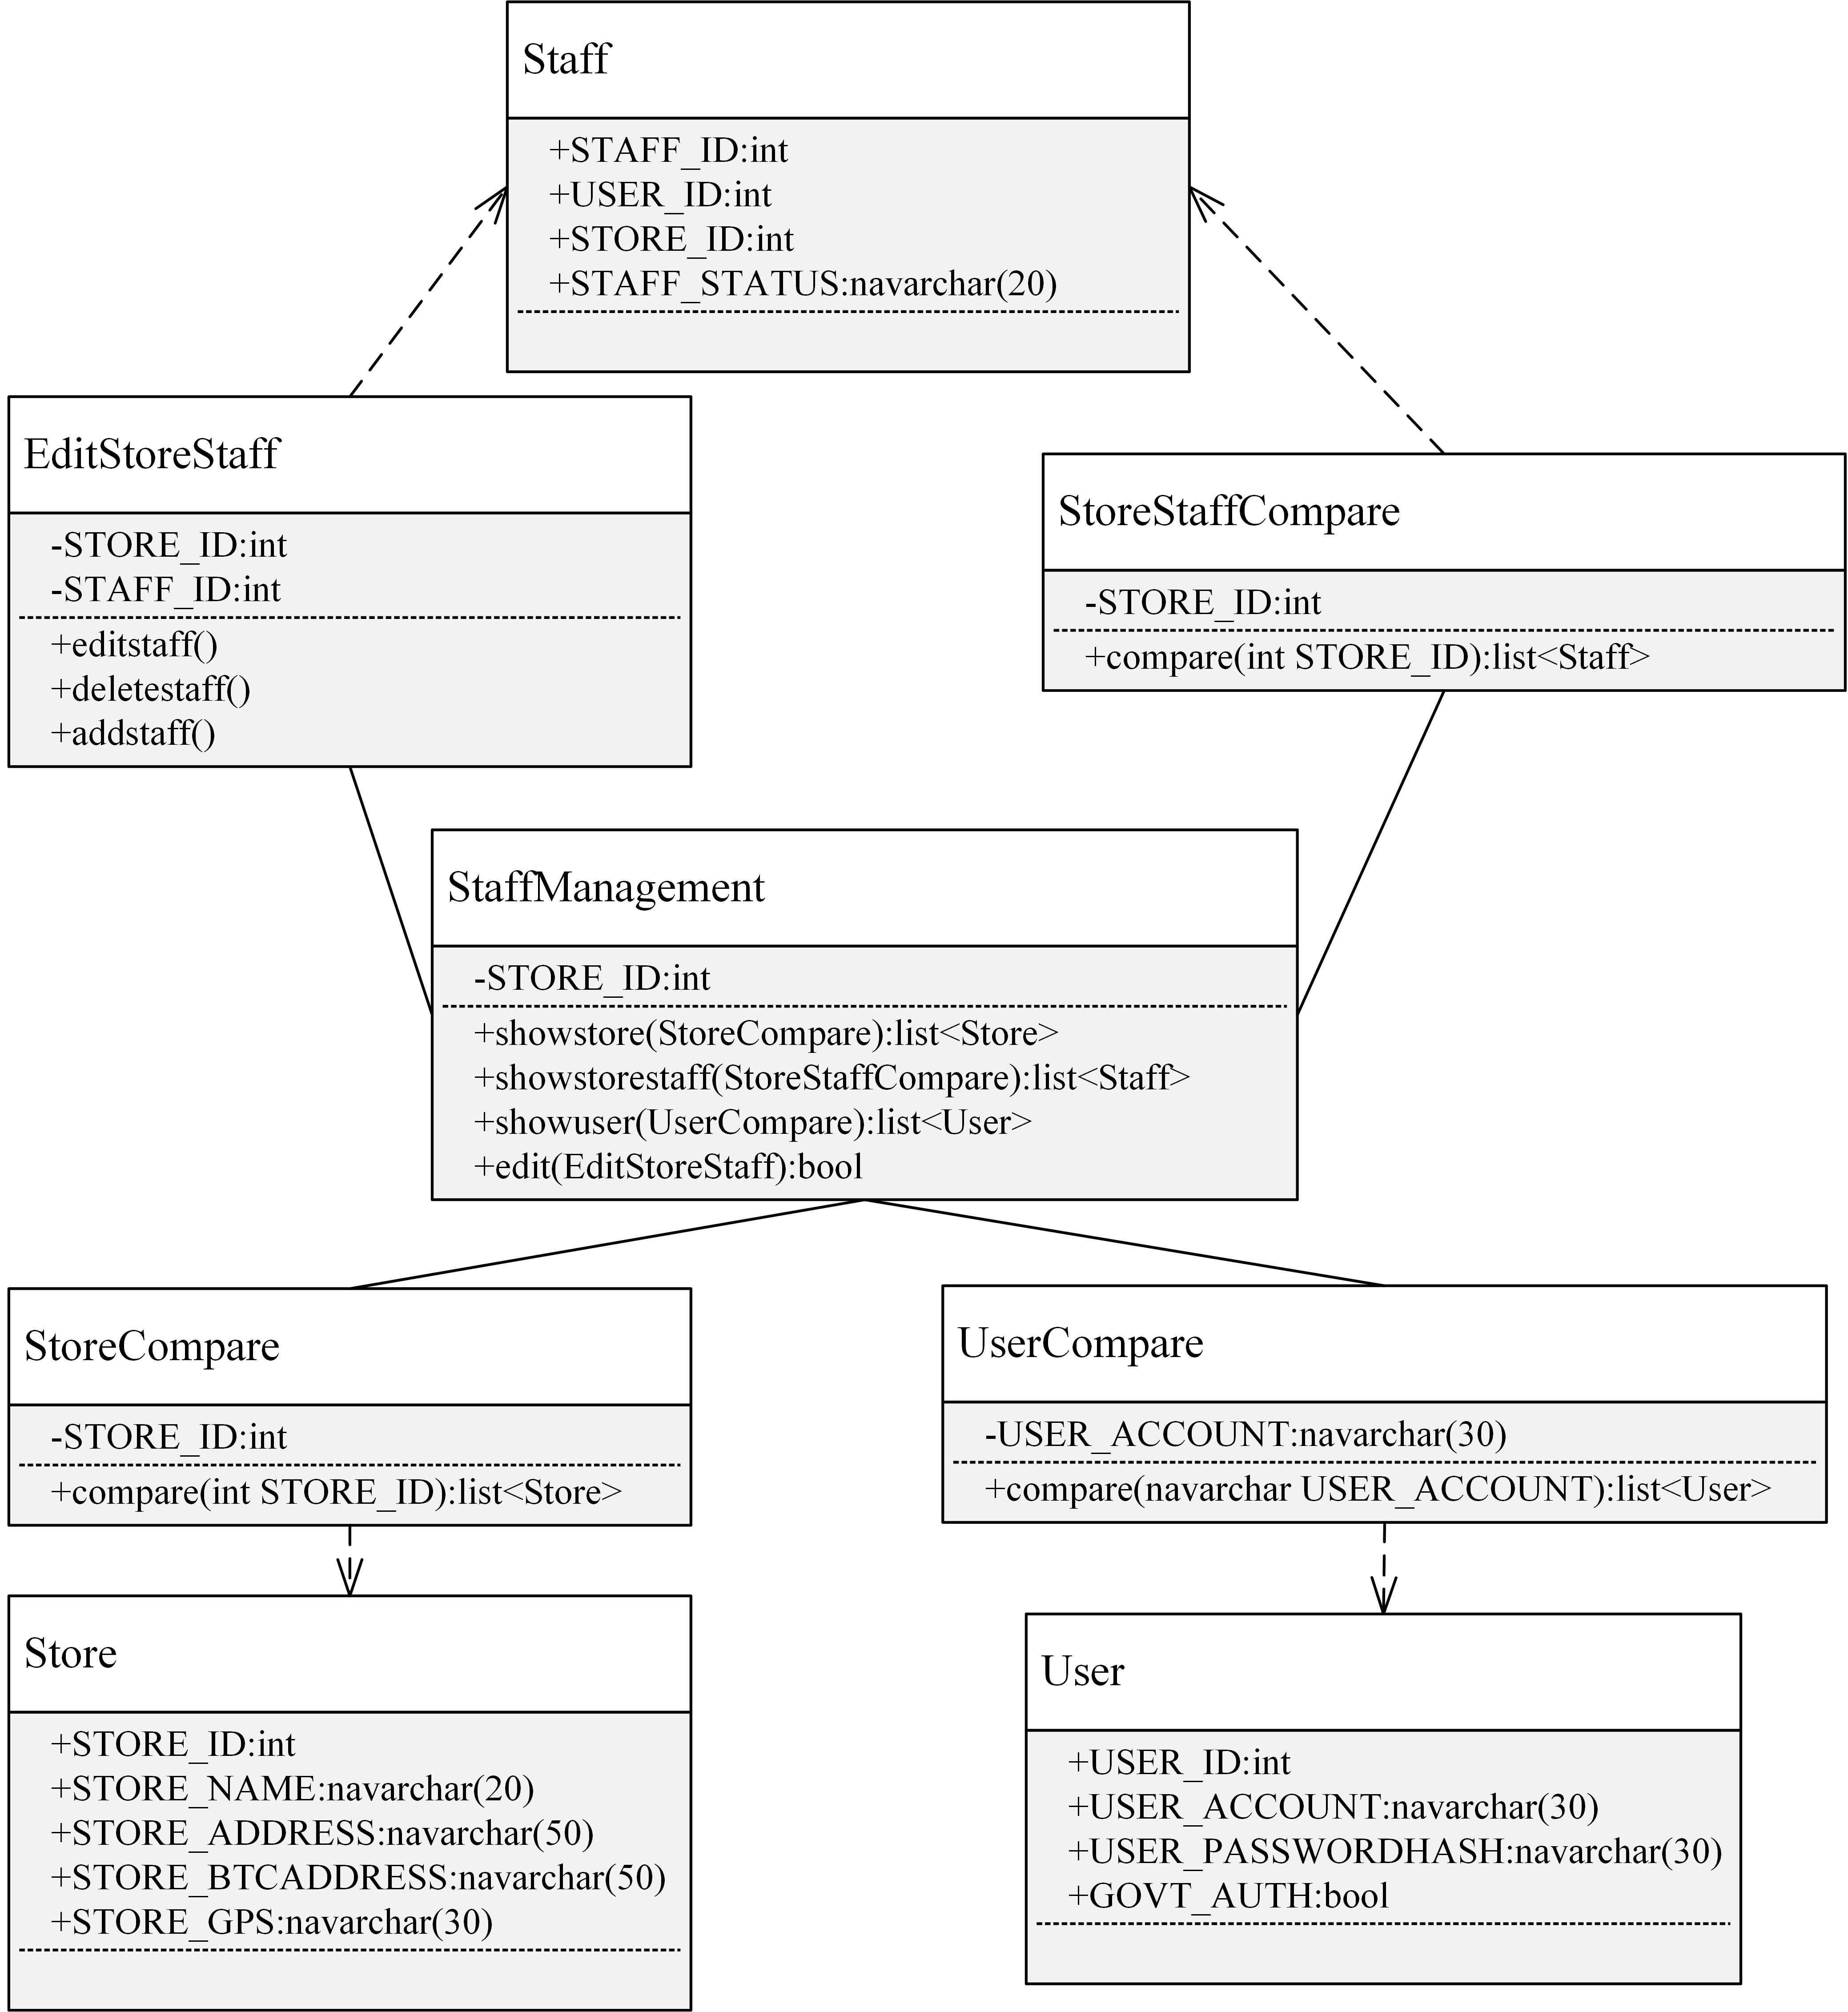 Staff
+STAFF_ID:int
+USER_ID:int
+STORE_ID:int
+STAFF_STATUS:navarchar(20)
EditStoreStaff
-STORE_ID:int
-STAFF_ID:int
+editstaff()
+deletestaff()
+addstaff()
StoreStaffCompare
-STORE_ID:int
+compare(int STORE_ID):list<Staff>
StaffManagement
-STORE_ID:int
+showstore(StoreCompare):list<Store>
+showstorestaff(StoreStaffCompare):list<Staff>
+showuser(UserCompare):list<User>
+edit(EditStoreStaff):bool
StoreCompare
-STORE_ID:int
+compare(int STORE_ID):list<Store>
UserCompare
-USER_ACCOUNT:navarchar(30)
+compare(navarchar USER_ACCOUNT):list<User>
Store
+STORE_ID:int
+STORE_NAME:navarchar(20)
+STORE_ADDRESS:navarchar(50)
+STORE_BTCADDRESS:navarchar(50)
+STORE_GPS:navarchar(30)
User
+USER_ID:int
+USER_ACCOUNT:navarchar(30)
+USER_PASSWORDHASH:navarchar(30)
+GOVT_AUTH:bool